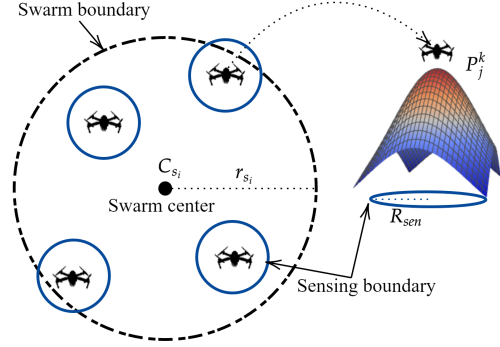 Swarm boundary
P_j^k
C_{s_i}
r_{s_i}
Swarm center
R_{sen}
Sensing boundary